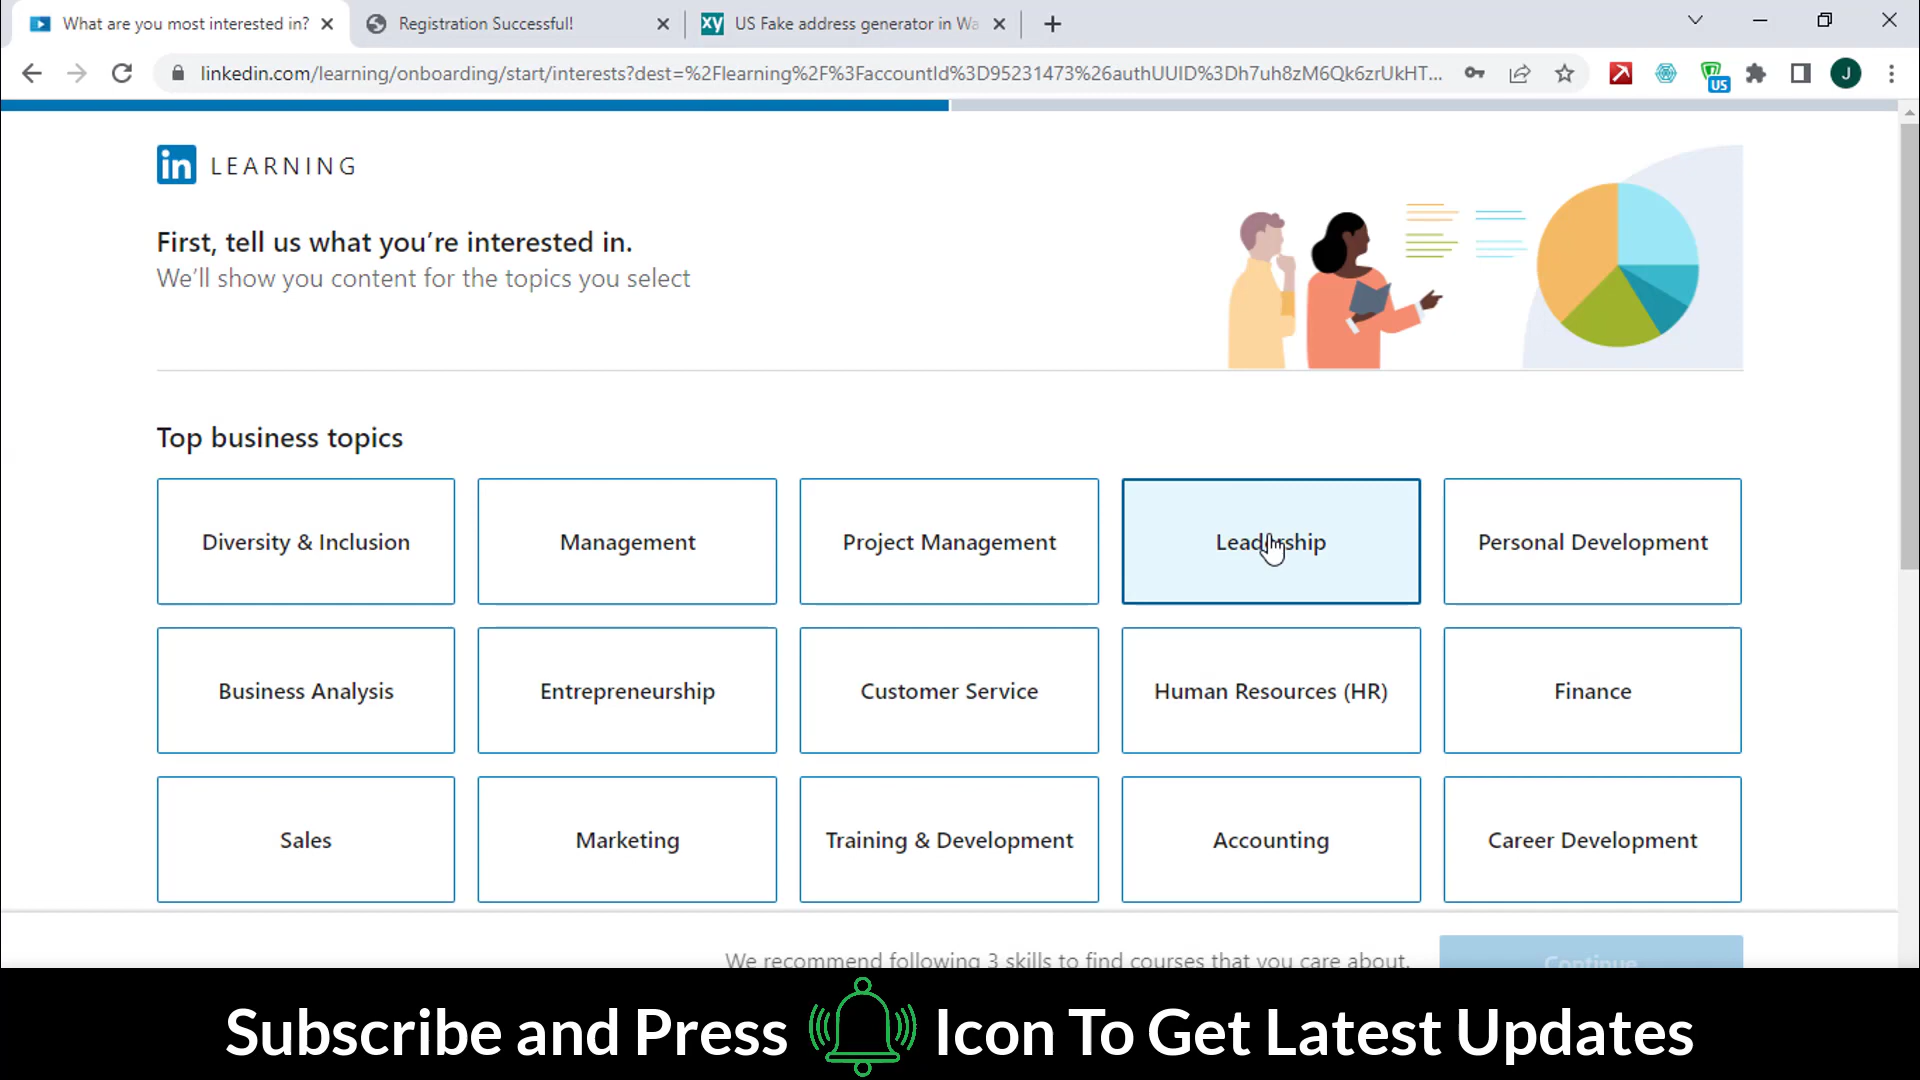 What are you most interested in?
Registration Successful!
xy
US Fake address generator in Wa
linkedin.com/learning/onboarding/start/interests?dest=%2Flearning%2F%3FaccountId%3D95231473%26authUUID%3Dh7uh8zM6Qk6zrUkHT...
US
J
in LEARNING
First, tell us what you’re interested in.
We’ll show you content for the topics you select
Top business topics
Diversity & Inclusion
Management
Project Management
Leadership
Personal Development
Business Analysis
Entrepreneurship
Customer Service
Human Resources (HR)
Finance
Sales
Marketing
Training & Development
Accounting
Career Development
We recommend following 3 skills to find courses that you care about.
Continue
Subscribe and Press Icon To Get Latest Updates